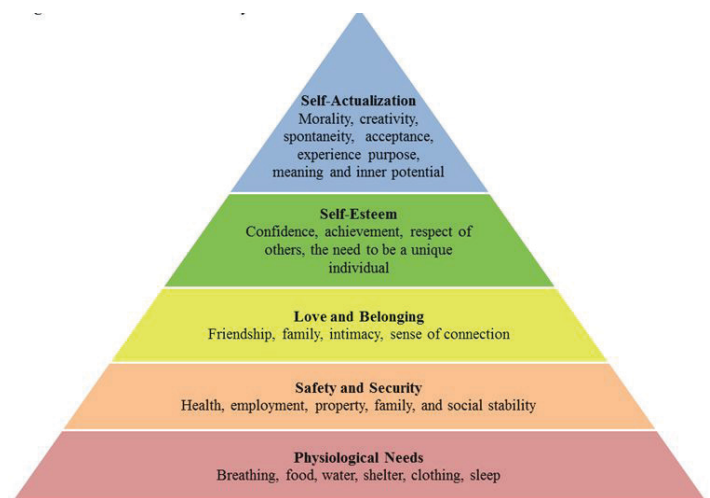 Self-Actualization
Morality, creativity,
spontaneity, acceptance,
experience purpose,
meaning and inner potential
Self-Esteem
Confidence, achievement, respect of
others, the need to be a unique
individual
Love and Belonging
Friendship, family, intimacy, sense of connection
Safety and Security
Health, employment, property, family, and social stability
Physiological Needs
Breathing, food, water, shelter, clothing, sleep